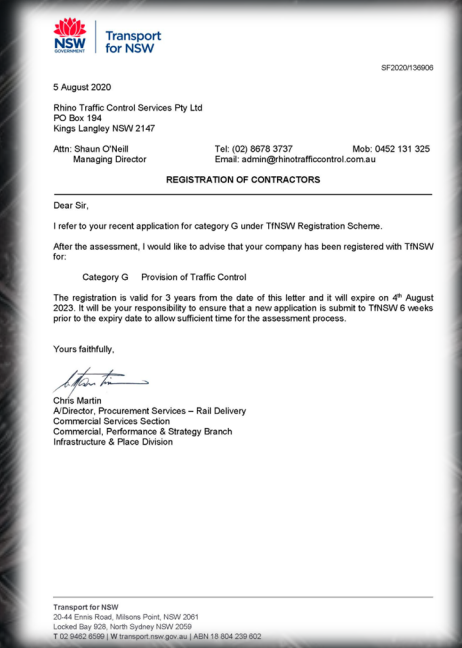 NSW
GOVERNMENT
Transport
for NSW
SF2020/136906
5 August 2020
Rhino Traffic Control Services Pty Ltd
PO Box 194
Kings Langley NSW 2147
Attn: Shaun O'Neill Tel: (02) 8678 3737 Mob: 0452 131 325
Managing Director Email: admin@rhinotrafficcontrol.com.au
REGISTRATION OF CONTRACTORS
Dear Sir,
I refer to your recent application for category G under TfNSW Registration Scheme.
After the assessment, I would like to advise that your company has been registered with TfNSW
for:
Category G Provision of Traffic Control
The registration is valid for 3 years from the date of this letter and it will expire on 4th August
2023. It will be your responsibility to ensure that a new application is submit to TfNSW 6 weeks
prior to the expiry date to allow sufficient time for the assessment process.
Yours faithfully,
Chris Martin
A/Director, Procurement Services – Rail Delivery
Commercial Services Section
Commercial, Performance & Strategy Branch
Infrastructure & Place Division
Transport for NSW
20-44 Ennis Road, Milsons Point, NSW 2061
Locked Bay 928, North Sydney NSW 2059
T 02 9462 6599 | W transport.nsw.gov.au | ABN 18 804 239 602